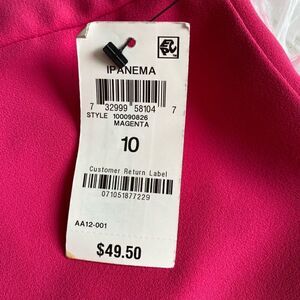 IPANEMA
7 32999 58104 7
STYLE 100090826
MAGENTA
10
Customer Return Label
071051877229
AA12-001
$49.50